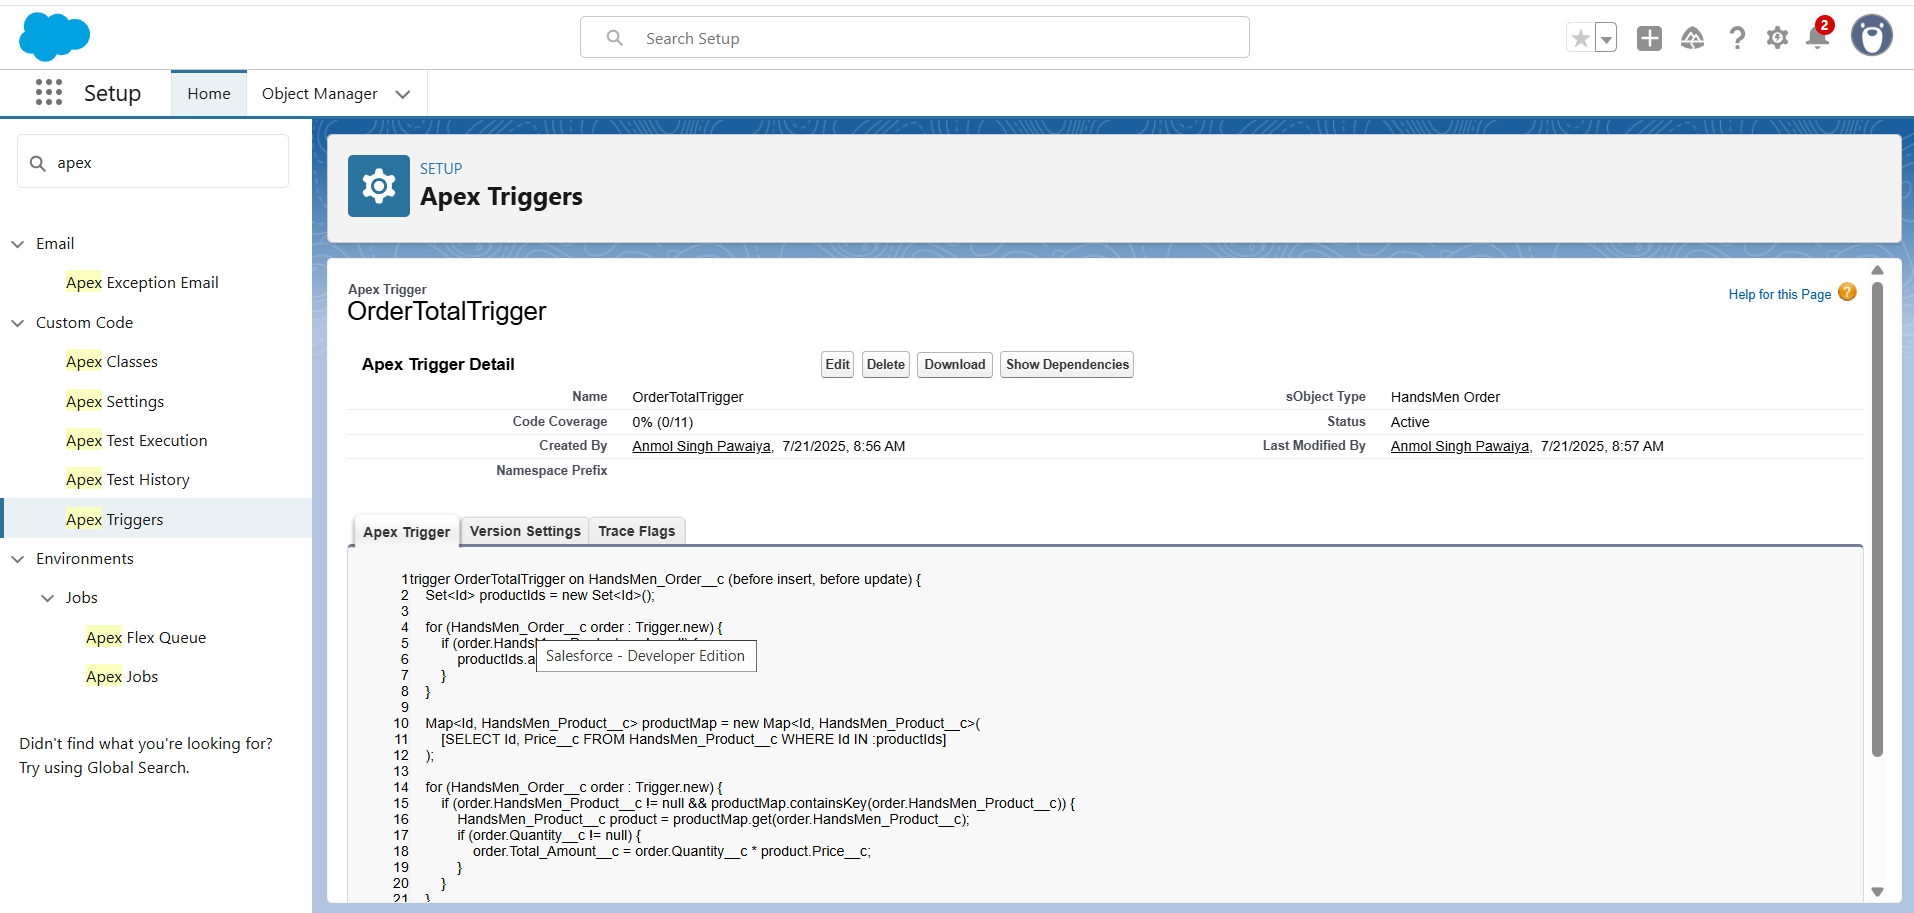 Search Setup
2
Setup
Home
Object Manager
apex
Email
Apex Exception Email
Custom Code
Apex Classes
Apex Settings
Apex Test Execution
Apex Test History
Apex Triggers
Environments
Jobs
Apex Flex Queue
Apex Jobs
Didn't find what you're looking for?
Try using Global Search.
SETUP
Apex Triggers
Apex Trigger
OrderTotalTrigger
Help for this Page ?
Apex Trigger Detail
Edit Delete Download Show Dependencies
Name OrderTotalTrigger sObject Type HandsMen Order
Code Coverage 0% (0/11) Status Active
Created By Anmol Singh Pawaiya, 7/21/2025, 8:56 AM Last Modified By Anmol Singh Pawaiya, 7/21/2025, 8:57 AM
Namespace Prefix
Apex Trigger Version Settings Trace Flags
1 trigger OrderTotalTrigger on HandsMen_Order__c (before insert, before update) {
2 Set<Id> productIds = new Set<Id>();
3
4 for (HandsMen_Order__c order : Trigger.new) {
5 if (order.Hands
6 productIds.a
Salesforce - Developer Edition
7 }
8 }
9
10 Map<Id, HandsMen_Product__c> productMap = new Map<Id, HandsMen_Product__c>(
11 [SELECT Id, Price__c FROM HandsMen_Product__c WHERE Id IN :productIds]
12 );
13
14 for (HandsMen_Order__c order : Trigger.new) {
15 if (order.HandsMen_Product__c != null && productMap.containsKey(order.HandsMen_Product__c)) {
16 HandsMen_Product__c product = productMap.get(order.HandsMen_Product__c);
17 if (order.Quantity__c != null) {
18 order.Total_Amount__c = order.Quantity__c * product.Price__c;
19 }
20 }
21 }